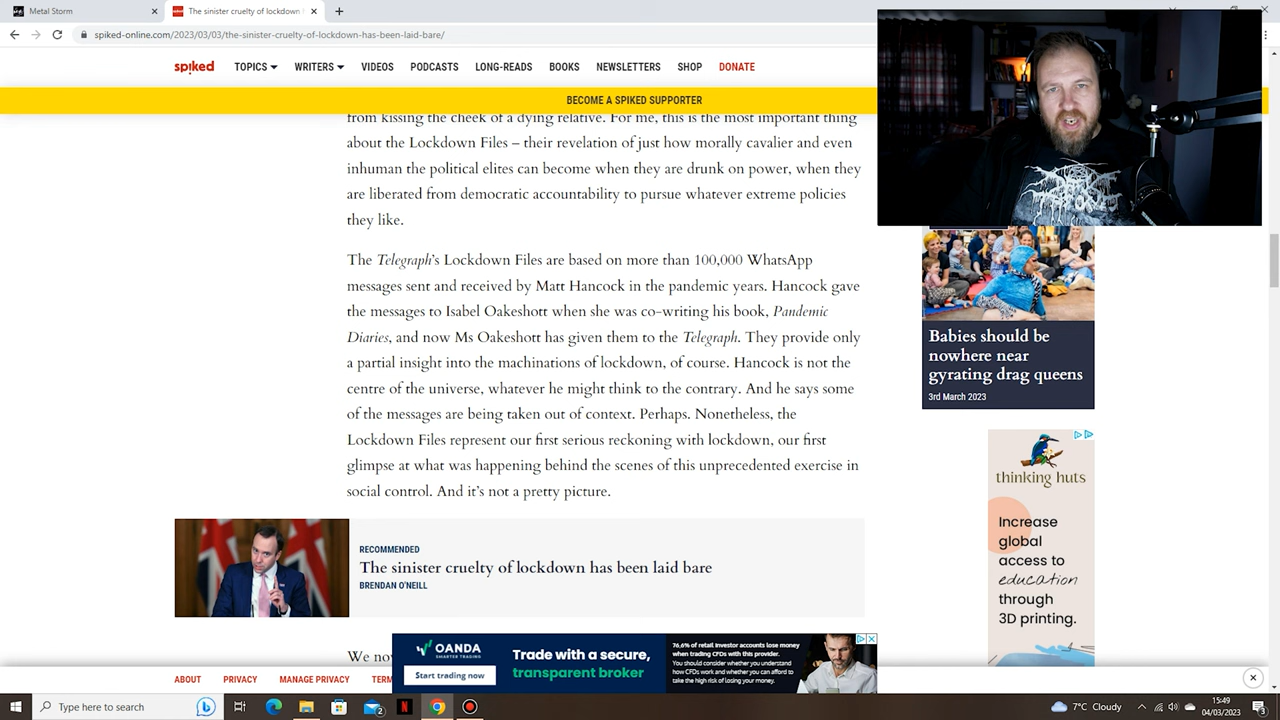 Metal Storm
The sinister cruelty of lockdown
spiked-online.com/2023/03/03/the-sinister-cruelty-of-lockdown-has-been-laid-bare/
spiked TOPICS WRITERS VIDEOS PODCASTS LONG-READS BOOKS NEWSLETTERS SHOP DONATE
BECOME A SPIKED SUPPORTER
from kissing the cheek of a dying relative. For me, this is the most important thing
about the Lockdown Files – their revelation of just how morally cavalier and even
inhuman the political elites can become when they are drunk on power, when they
are liberated from democratic accountability to pursue whatever extreme policies
they like.
The Telegraph's Lockdown Files are based on more than 100,000 WhatsApp
messages sent and received by Matt Hancock in the pandemic years. Hancock gave
the messages to Isabel Oakeshott when she was co-writing his book, Pandemic
Diaries, and now Ms Oakeshott has given them to the Telegraph. They provide only
a partial insight into the machinations of lockdown, of course. Hancock is not the
centre of the universe, whatever he might think to the contrary. And he says some
of the messages are being taken out of context. Perhaps. Nonetheless, the
Lockdown Files represent our first serious reckoning with lockdown, our first
glimpse at what was happening behind the scenes of this unprecedented exercise in
social control. And it's not a pretty picture.
RECOMMENDED
The sinister cruelty of lockdown has been laid bare
BRENDAN O'NEILL
Babies should be
nowhere near
gyrating drag queens
3rd March 2023
thinking huts
Increase
global
access to
education
through
3D printing.
We
OANDA
SMARTER TRADING
Start trading now
Trade with a secure,
transparent broker
76.6% of retail investor accounts lose money
when trading CFDs with this provider.
You should consider whether you understand
how CFDs work and whether you can afford to
take the high risk of losing your money.
ABOUT PRIVACY MANAGE PRIVACY TERM
Type here to search
2
7°C Cloudy
15:49
04/03/2023
3